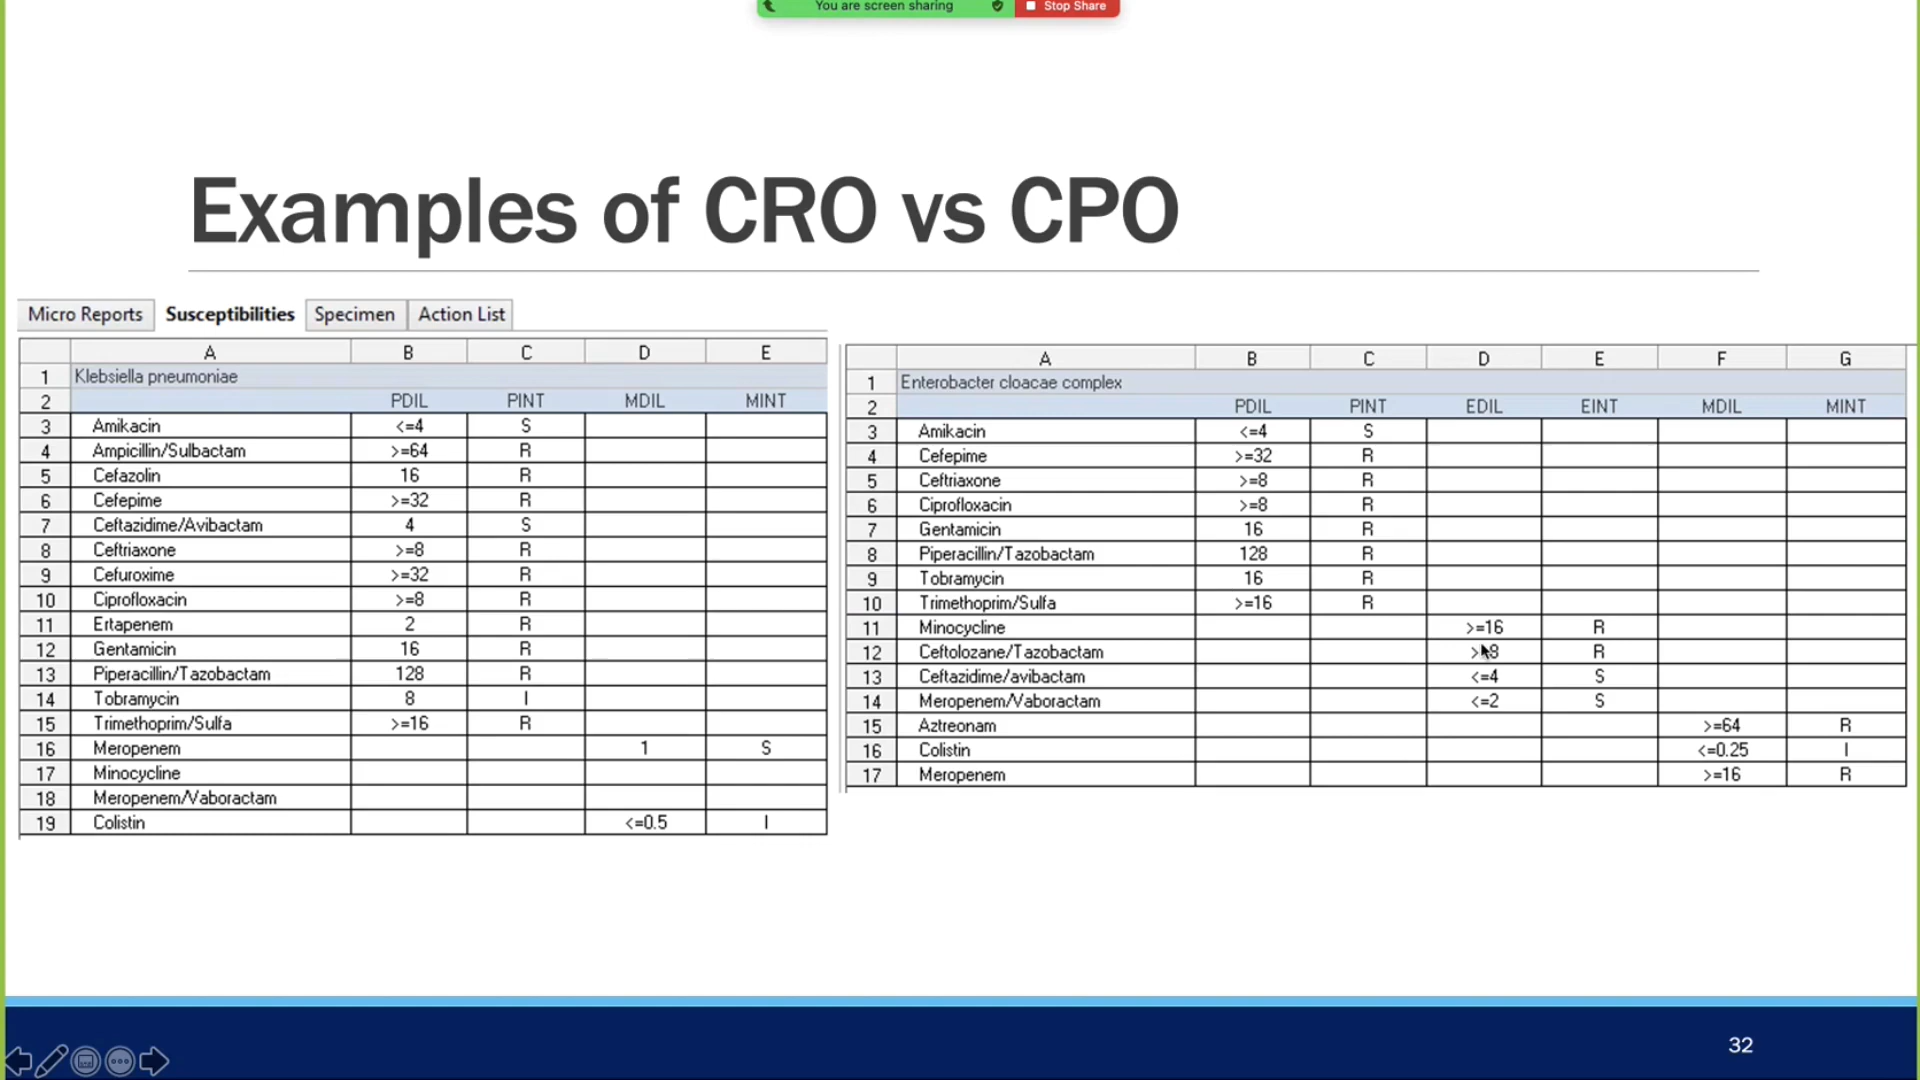 You are screen sharing Stop Share
Examples of CRO vs CPO
Micro Reports Susceptibilities Specimen Action List
A B C D E
1 Klebsiella pneumoniae
2 PDIL PINT MDIL MINT
3 Amikacin <=4 S
4 Ampicillin/Sulbactam >=64 R
5 Cefazolin 16 R
6 Cefepime >=32 R
7 Ceftazidime/Avibactam 4 S
8 Ceftriaxone >=8 R
9 Cefuroxime >=32 R
10 Ciprofloxacin >=8 R
11 Ertapenem 2 R
12 Gentamicin 16 R
13 Piperacillin/Tazobactam 128 R
14 Tobramycin 8 I
15 Trimethoprim/Sulfa >=16 R
16 Meropenem 1 S
17 Minocycline
18 Meropenem/Vaboractam
19 Colistin <=0.5 I
A B C D E F G
1 Enterobacter cloacae complex
2 PDIL PINT EDIL EINT MDIL MINT
3 Amikacin <=4 S
4 Cefepime >=32 R
5 Ceftriaxone >=8 R
6 Ciprofloxacin >=8 R
7 Gentamicin 16 R
8 Piperacillin/Tazobactam 128 R
9 Tobramycin 16 R
10 Trimethoprim/Sulfa >=16 R
11 Minocycline >=16 R
12 Ceftolozane/Tazobactam R
13 Ceftazidime/avibactam <=4 S
14 Meropenem/Vaboractam <=2 S
15 Aztreonam >=64 R
16 Colistin <=0.25 I
17 Meropenem >=16 R
32